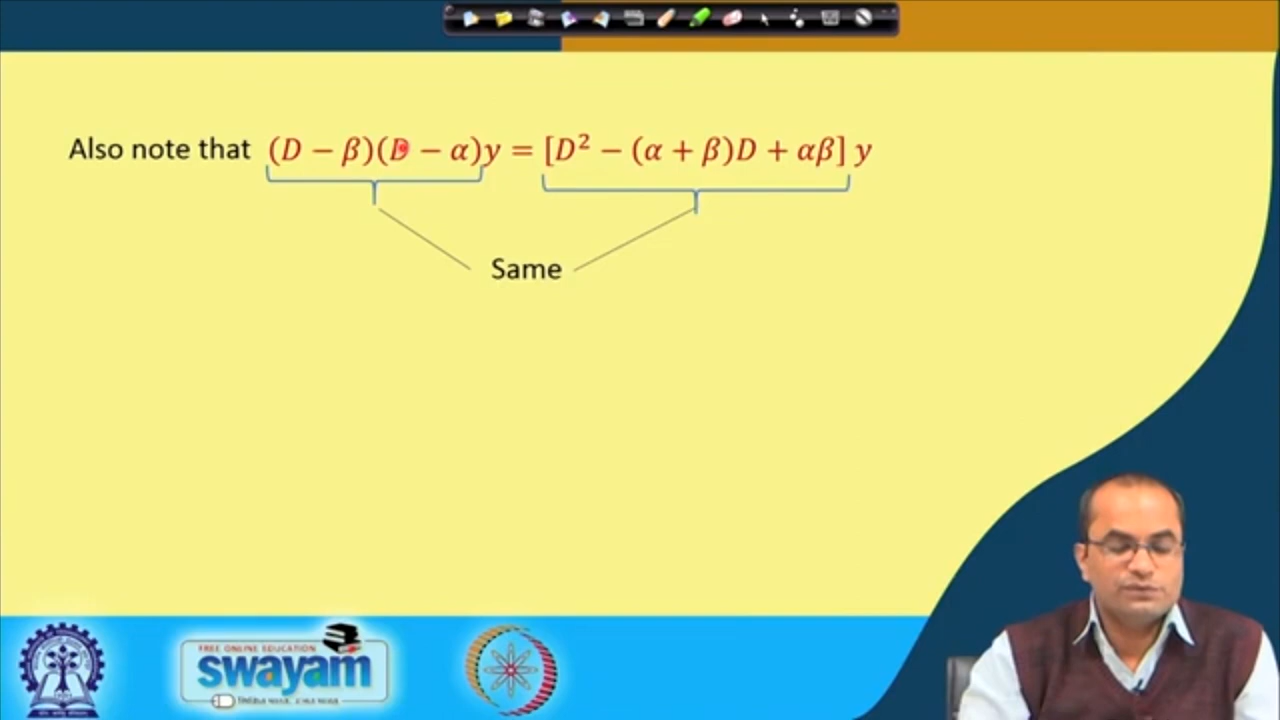 Also note that (D − β)(D − α)y = [D² − (α + β)D + αβ] y
Same
FREE ONLINE EDUCATION
swayam